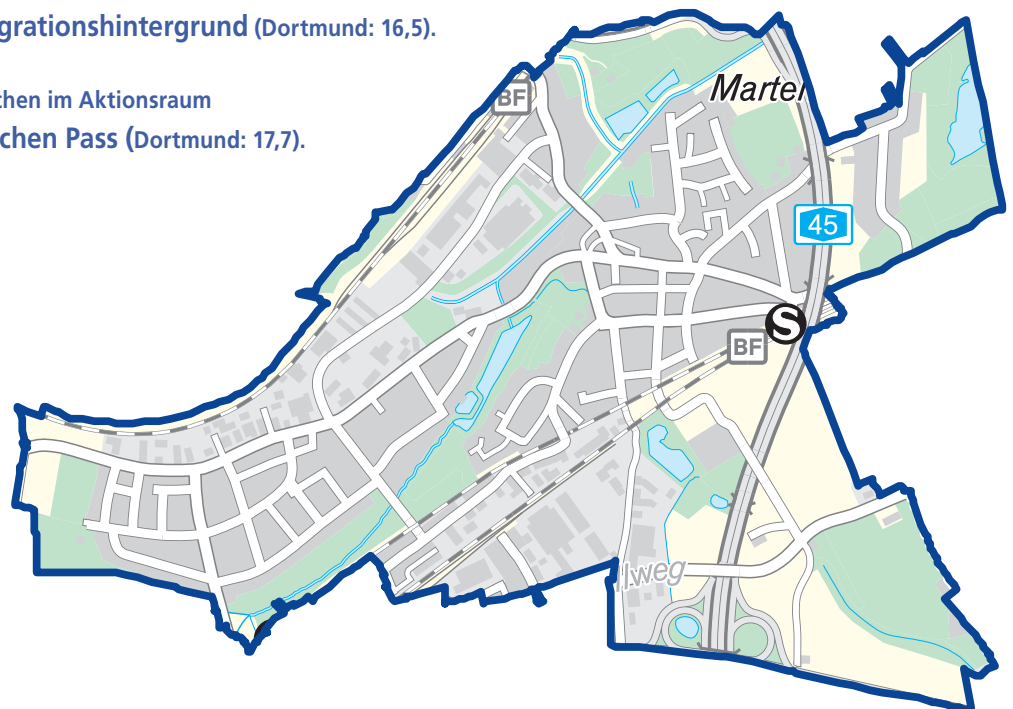 grationshintergrund (Dortmund: 16,5).
chen im Aktionsraum
chen Pass (Dortmund: 17,7).
BF
Marten
45
S
BF
llweg